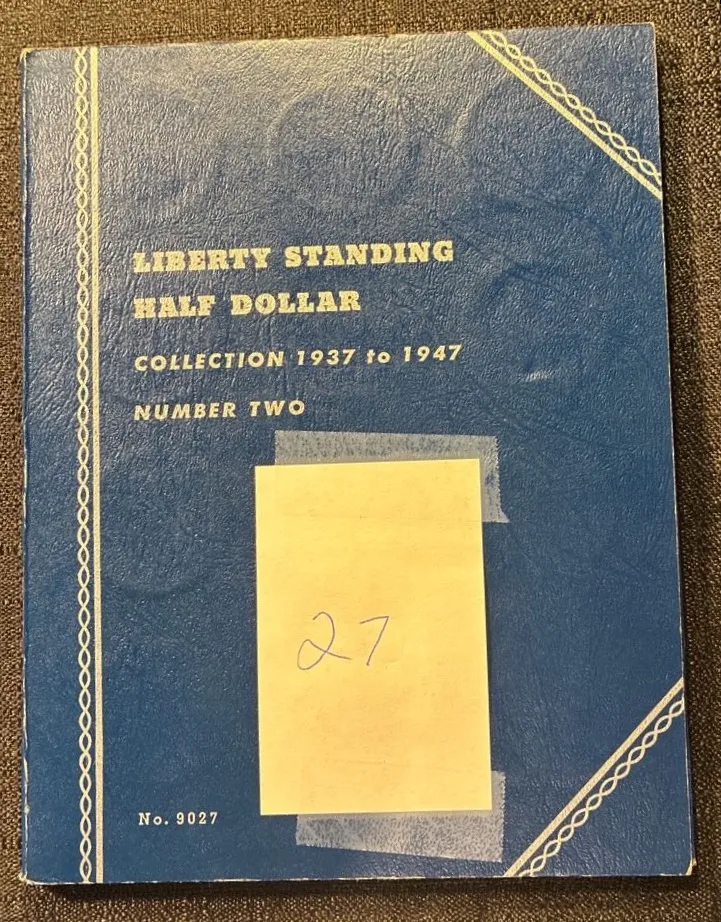 LIBERTY STANDING
HALF DOLLAR
COLLECTION 1937 to 1947
NUMBER TWO
27
No. 9027